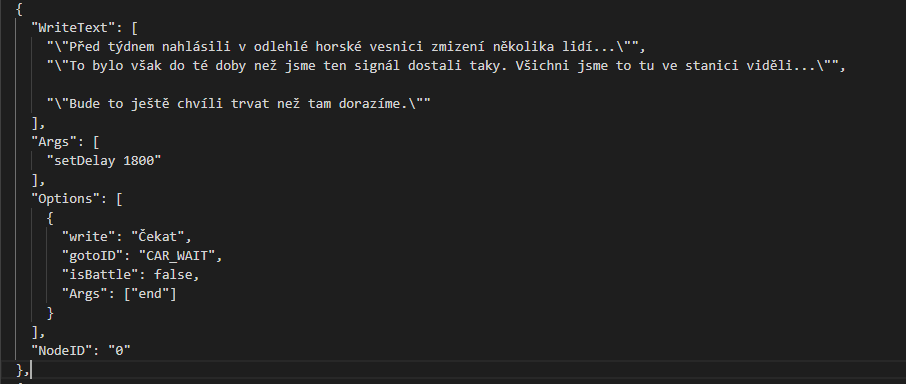 {
"WriteText": [
"\"Před týdnem nahlásili v odlehlé horské vesnici zmizení několika lidí...\"",
"\"To bylo však do té doby než jsme ten signál dostali taky. Všichni jsme to tu ve stanici viděli...\"",
"\"Bude to ještě chvíli trvat než tam dorazíme.\""
],
"Args": [
"setDelay 1800"
],
"Options": [
{
"write": "Čekat",
"gotoID": "CAR_WAIT",
"isBattle": false,
"Args": ["end"]
}
],
"NodeID": "0"
},